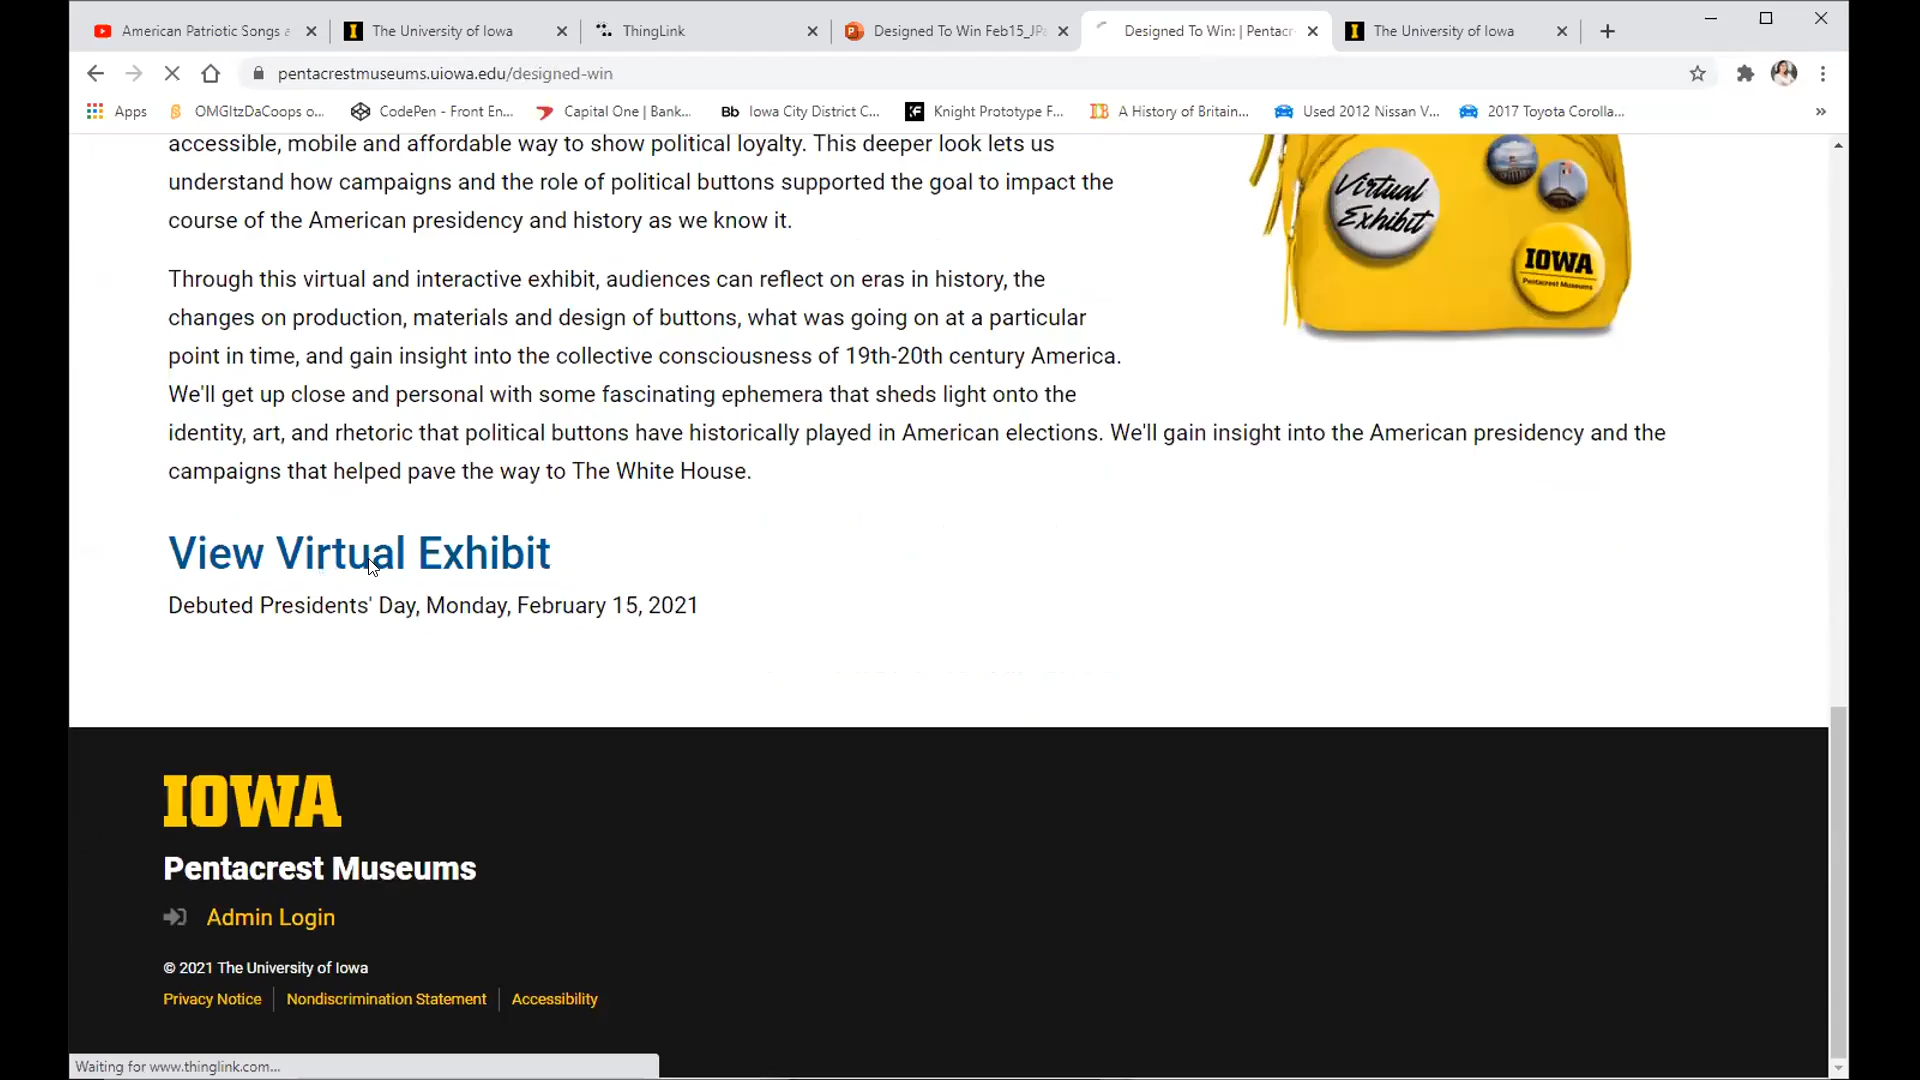 American Patriotic Songs a
The University of Iowa
ThingLink
Designed To Win Feb15_JPa
Designed To Win: | Pentacr
The University of Iowa
pentacrestmuseums.uiowa.edu/designed-win
Apps
OMGItzDaCoops o...
CodePen - Front En...
Capital One | Bank...
Bb Iowa City District C...
Knight Prototype F...
A History of Britain...
Used 2012 Nissan V...
2017 Toyota Corolla...
accessible, mobile and affordable way to show political loyalty. This deeper look lets us
understand how campaigns and the role of political buttons supported the goal to impact the
course of the American presidency and history as we know it.
Virtual
Exhibit
IOWA
Pentacrest Museums
Through this virtual and interactive exhibit, audiences can reflect on eras in history, the
changes on production, materials and design of buttons, what was going on at a particular
point in time, and gain insight into the collective consciousness of 19th-20th century America.
We'll get up close and personal with some fascinating ephemera that sheds light onto the
identity, art, and rhetoric that political buttons have historically played in American elections. We'll gain insight into the American presidency and the
campaigns that helped pave the way to The White House.
View Virtual Exhibit
Debuted Presidents' Day, Monday, February 15, 2021
IOWA
Pentacrest Museums
Admin Login
© 2021 The University of Iowa
Privacy Notice
Nondiscrimination Statement
Accessibility
Waiting for www.thinglink.com...